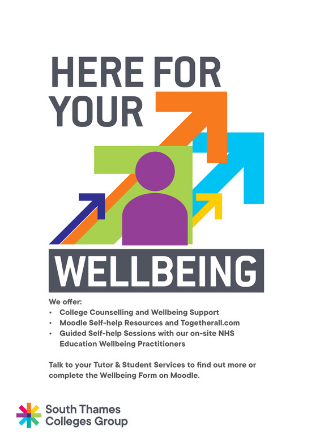 HERE FOR
YOUR
WELLBEING
We offer:
• College Counselling and Wellbeing Support
• Moodle Self-help Resources and Togetherall.com
• Guided Self-help Sessions with our on-site NHS
Education Wellbeing Practitioners
Talk to your Tutor & Student Services to find out more or
complete the Wellbeing Form on Moodle.
South Thames
Colleges Group